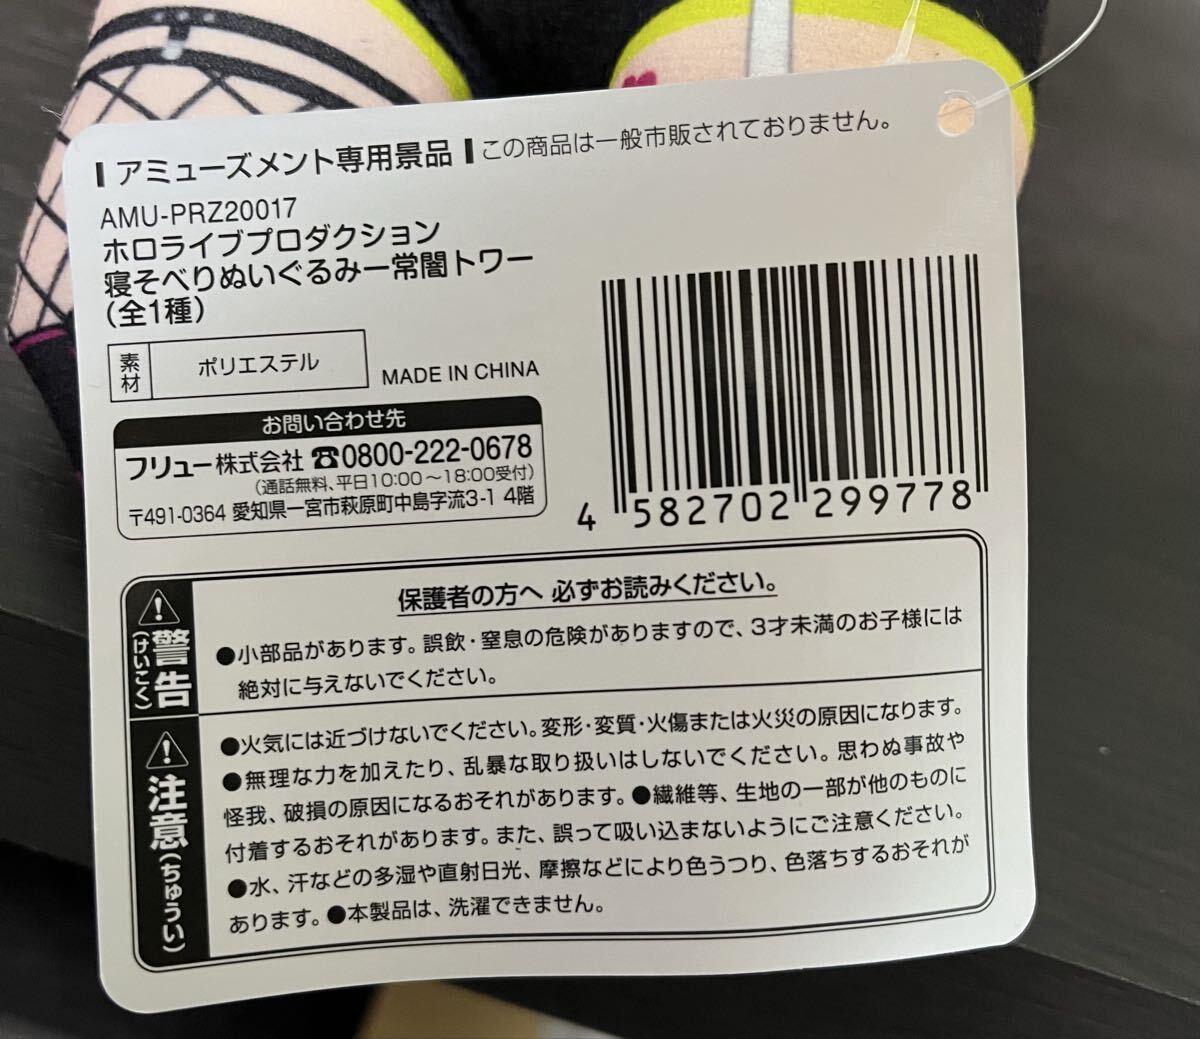 アミューズメント専用景品 この商品は一般市販されておりません。
AMU-PRZ20017
ホロライブプロダクション
寝そべりぬいぐるみー常闇トワー
(全1種)
素材 ポリエステル MADE IN CHINA
お問い合わせ先
フリュー株式会社 ☎0800-222-0678
(通話無料、平日10:00~18:00受付)
〒491-0364 愛知県一宮市萩原町中島字流3-1 4階
4 582702 299778
警告(けいこく)
保護者の方へ 必ずお読みください。
●小部品があります。誤飲・窒息の危険がありますので、3才未満のお子様には
絶対に与えないでください。
注意(ちゅうい)
●火気には近づけないでください。変形・変質・火傷または火災の原因になります。
●無理な力を加えたり、乱暴な取り扱いはしないでください。思わぬ事故や
怪我、破損の原因になるおそれがあります。●繊維等、生地の一部が他のものに
付着するおそれがあります。また、誤って吸い込まないようにご注意ください。
●水、汗などの多湿や直射日光、摩擦などにより色うつり、色落ちするおそれが
あります。●本製品は、洗濯できません。